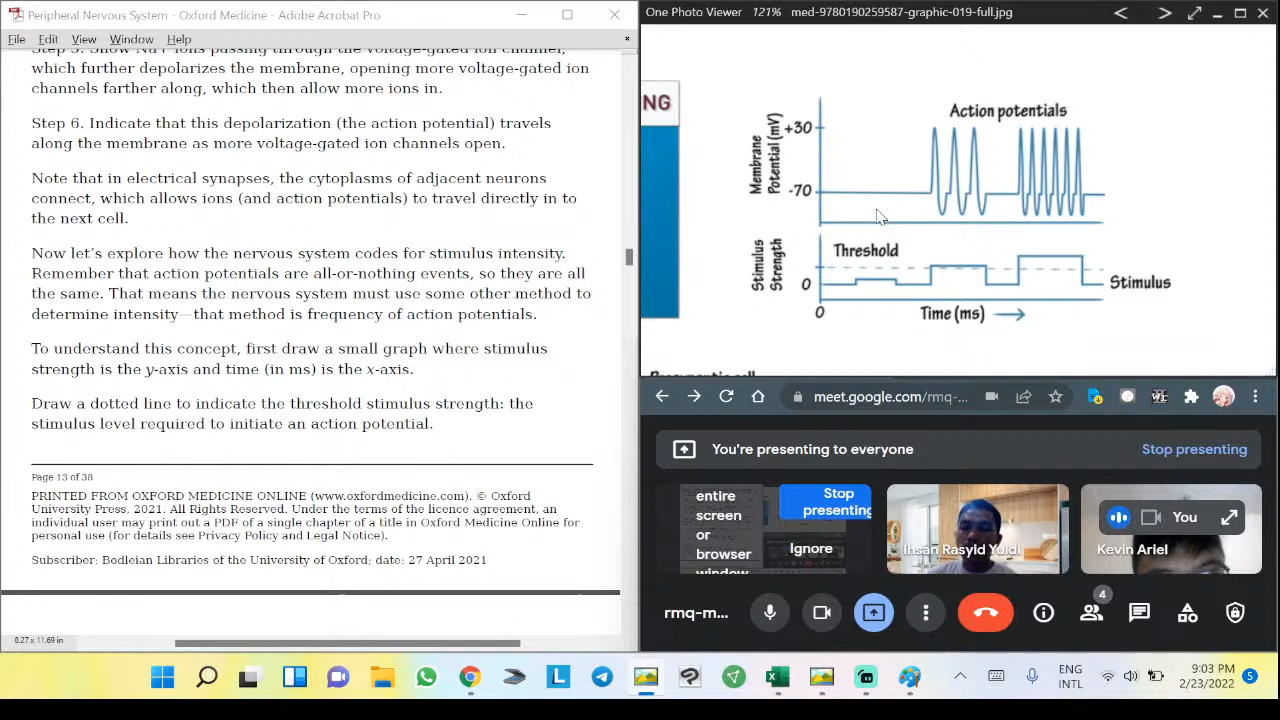 Peripheral Nervous System - Oxford Medicine - Adobe Acrobat Pro
File Edit View Window Help
Step 5. Show Na+ ions passing through the voltage-gated ion channel,
which further depolarizes the membrane, opening more voltage-gated ion
channels farther along, which then allow more ions in.
Step 6. Indicate that this depolarization (the action potential) travels
along the membrane as more voltage-gated ion channels open.
Note that in electrical synapses, the cytoplasms of adjacent neurons
connect, which allows ions (and action potentials) to travel directly in to
the next cell.
Now let's explore how the nervous system codes for stimulus intensity.
Remember that action potentials are all-or-nothing events, so they are all
the same. That means the nervous system must use some other method to
determine intensity—that method is frequency of action potentials.
To understand this concept, first draw a small graph where stimulus
strength is the y-axis and time (in ms) is the x-axis.
Draw a dotted line to indicate the threshold stimulus strength: the
stimulus level required to initiate an action potential.
Page 13 of 38
PRINTED FROM OXFORD MEDICINE ONLINE (www.oxfordmedicine.com). © Oxford
University Press, 2021. All Rights Reserved. Under the terms of the licence agreement, an
individual user may print out a PDF of a single chapter of a title in Oxford Medicine Online for
personal use (for details see Privacy Policy and Legal Notice).
Subscriber: Bodleian Libraries of the University of Oxford; date: 27 April 2021
8.27 x 11.69 in
One Photo Viewer 121% med-9780190259587-graphic-019-full.jpg
NG
Action potentials
Membrane
Potential (mV)
+30
-70
Stimulus
Strength
Threshold
0
Stimulus
0
Time (ms)
meet.google.com/rmq-...
You're presenting to everyone
Stop presenting
entire
screen
or
browser
window
Stop
presenting
Ignore
Ihsan Rasyid Yuldi
You
Kevin Ariel
rmq-m...
4
ENG
INTL
9:03 PM
2/23/2022
5